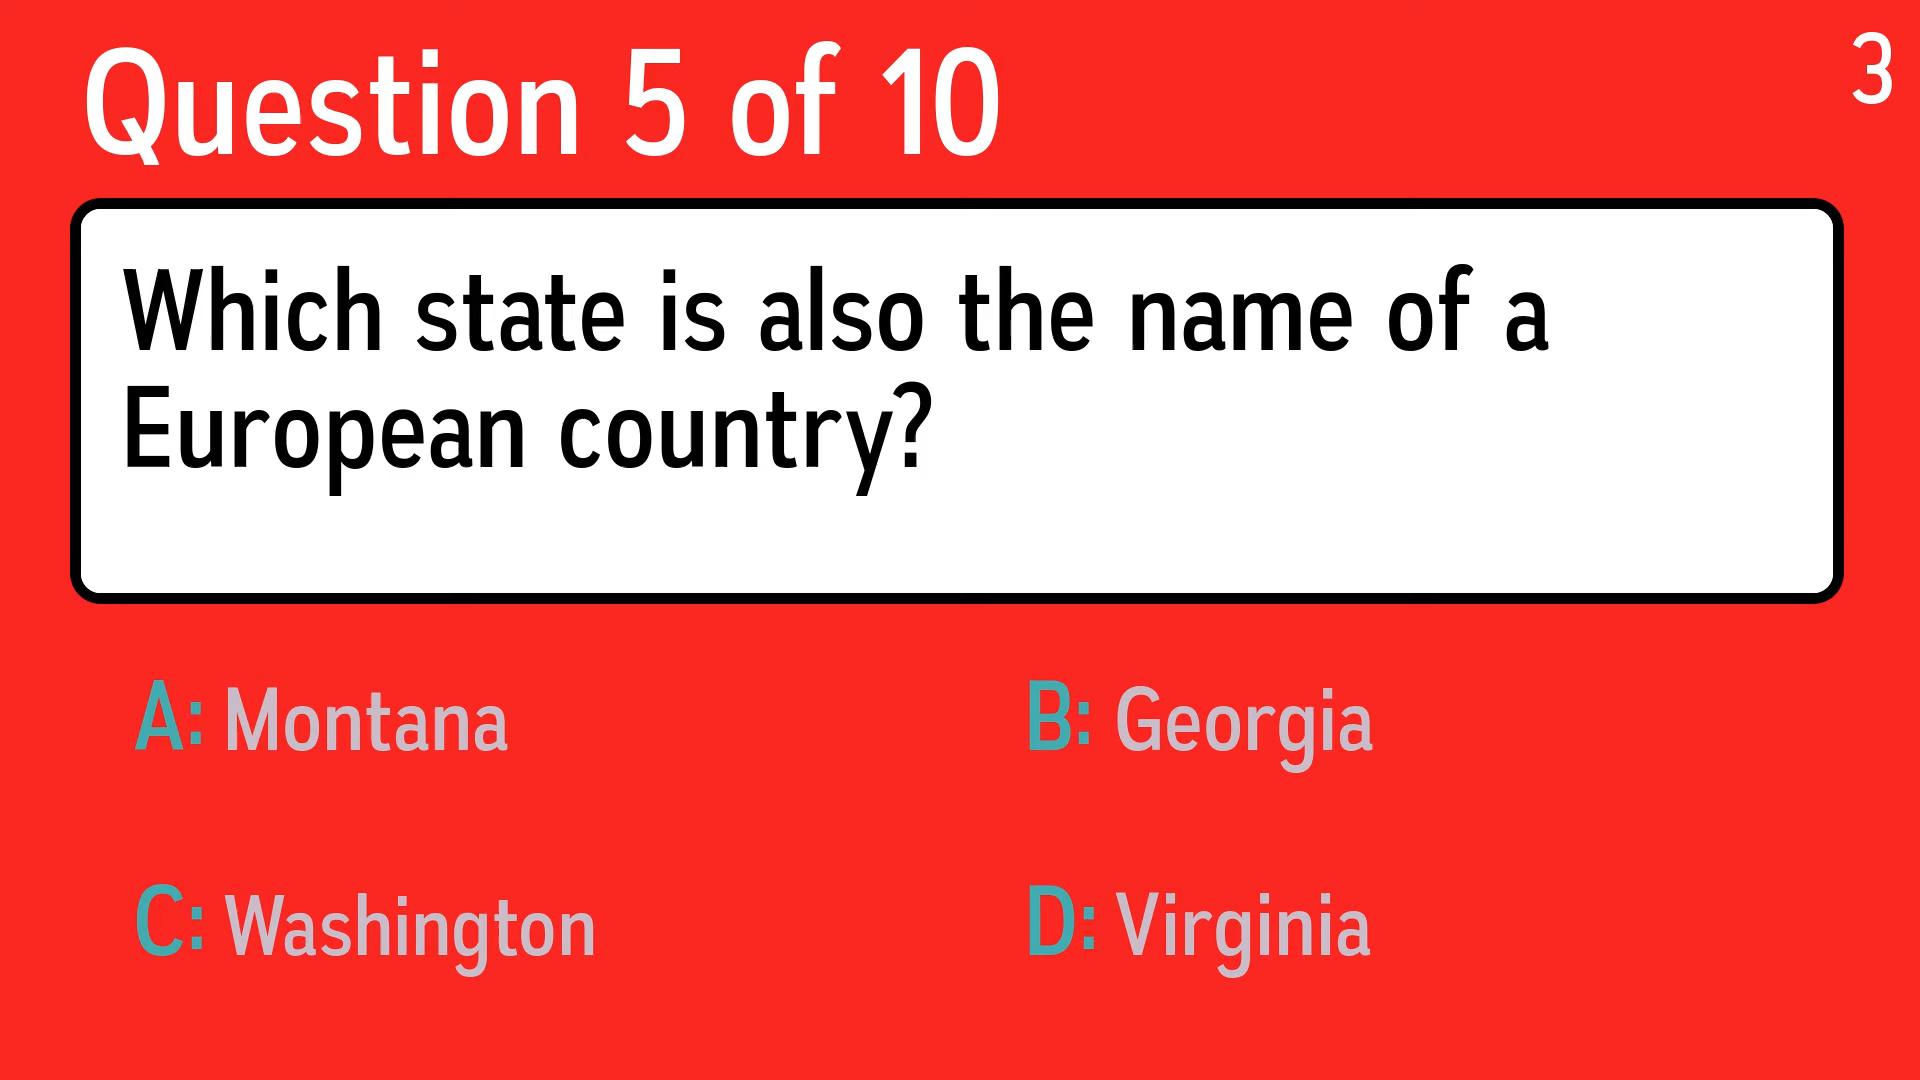 Question 5 of 10
3
Which state is also the name of a
European country?
A: Montana
B: Georgia
C: Washington
D: Virginia